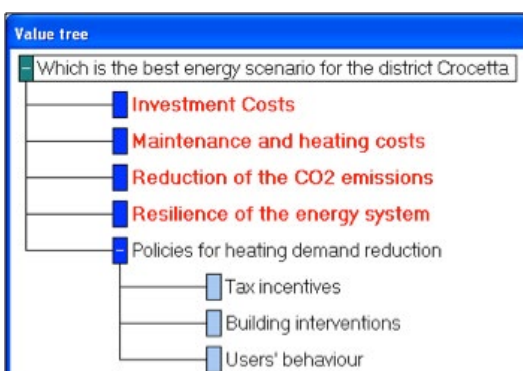 Value tree
Which is the best energy scenario for the district Crocetta
Investment Costs
Maintenance and heating costs
Reduction of the CO2 emissions
Resilience of the energy system
Policies for heating demand reduction
Tax incentives
Building interventions
Users' behaviour